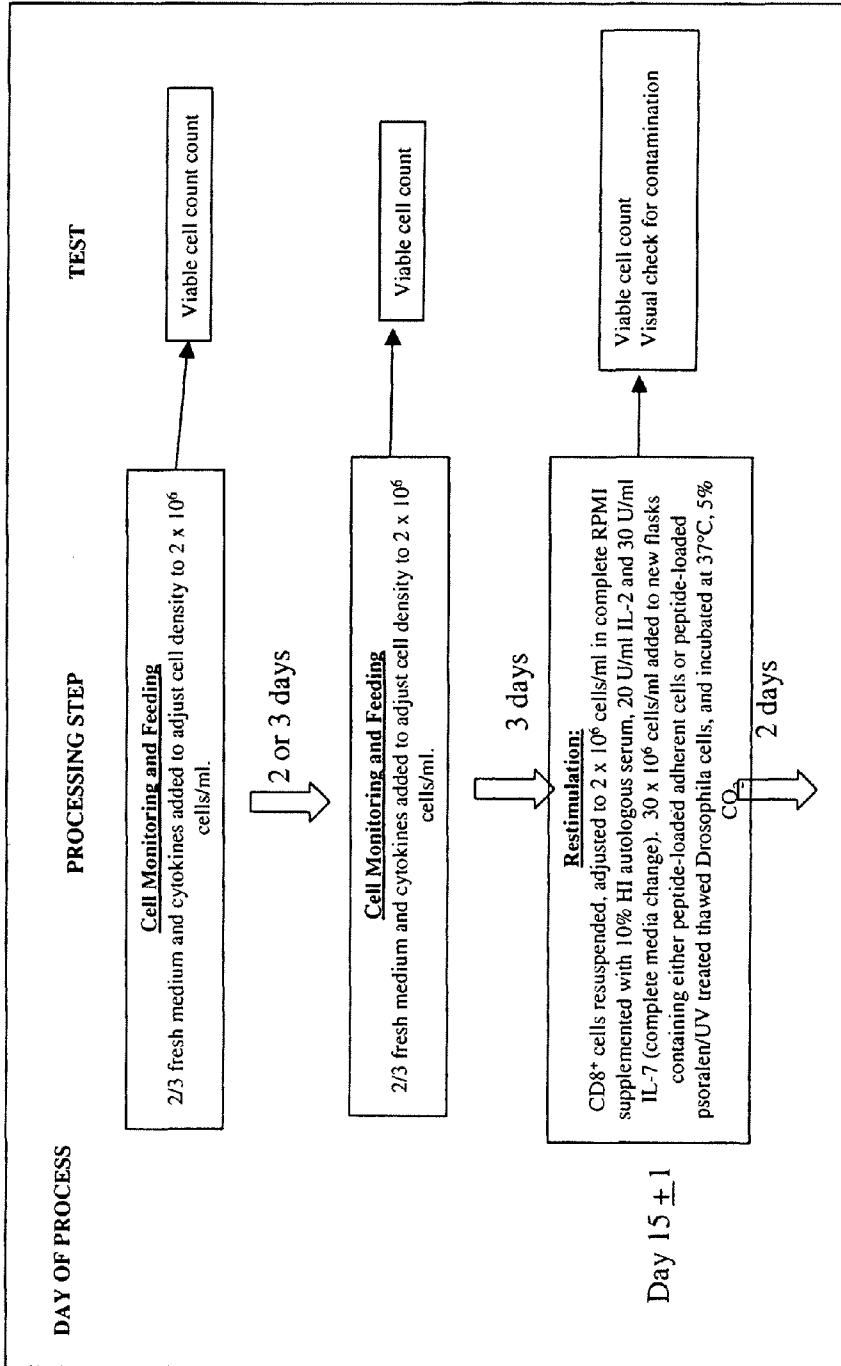 DAY OF PROCESS
PROCESSING STEP
TEST
Cell Monitoring and Feeding
2/3 fresh medium and cytokines added to adjust cell density to 2 x 10⁶
cells/ml.
Viable cell count count
2 or 3 days
Cell Monitoring and Feeding
2/3 fresh medium and cytokines added to adjust cell density to 2 x 10⁶
cells/ml.
Viable cell count
3 days
Day 15 ± 1
Restimulation:
CD8⁺ cells resuspended, adjusted to 2 x 10⁶ cells/ml in complete RPMI
supplemented with 10% HI autologous serum, 20 U/ml IL-2 and 30 U/ml
IL-7 (complete media change). 30 x 10⁶ cells/ml added to new flasks
containing either peptide-loaded adherent cells or peptide-loaded
psoralen/UV treated thawed Drosophila cells, and incubated at 37°C, 5%
CO₂
Viable cell count
Visual check for contamination
2 days